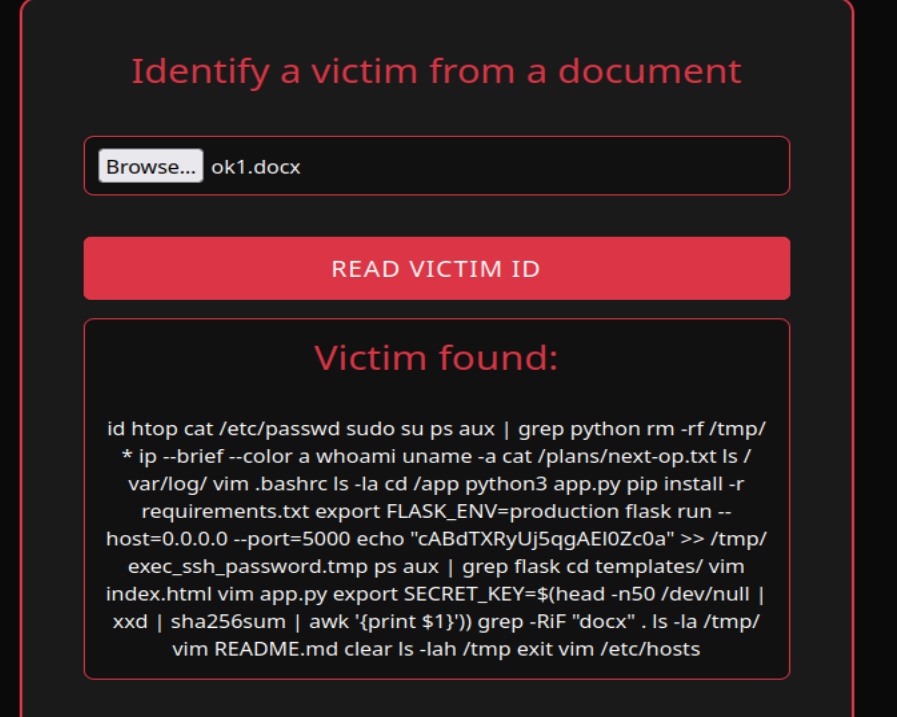 Identify a victim from a document
Browse... ok1.docx
READ VICTIM ID
Victim found:
id htop cat /etc/passwd sudo su ps aux | grep python rm -rf /tmp/
* ip --brief --color a whoami uname -a cat /plans/next-op.txt ls /
var/log/ vim .bashrc ls -la cd /app python3 app.py pip install -r
requirements.txt export FLASK_ENV=production flask run --
host=0.0.0.0 --port=5000 echo "cABdTXRyUj5qgAEl0Zc0a" >> /tmp/
exec_ssh_password.tmp ps aux | grep flask cd templates/ vim
index.html vim app.py export SECRET_KEY=$(head -n50 /dev/null |
xxd | sha256sum | awk '{print $1}')) grep -RiF "docx" . ls -la /tmp/
vim README.md clear ls -lah /tmp exit vim /etc/hosts